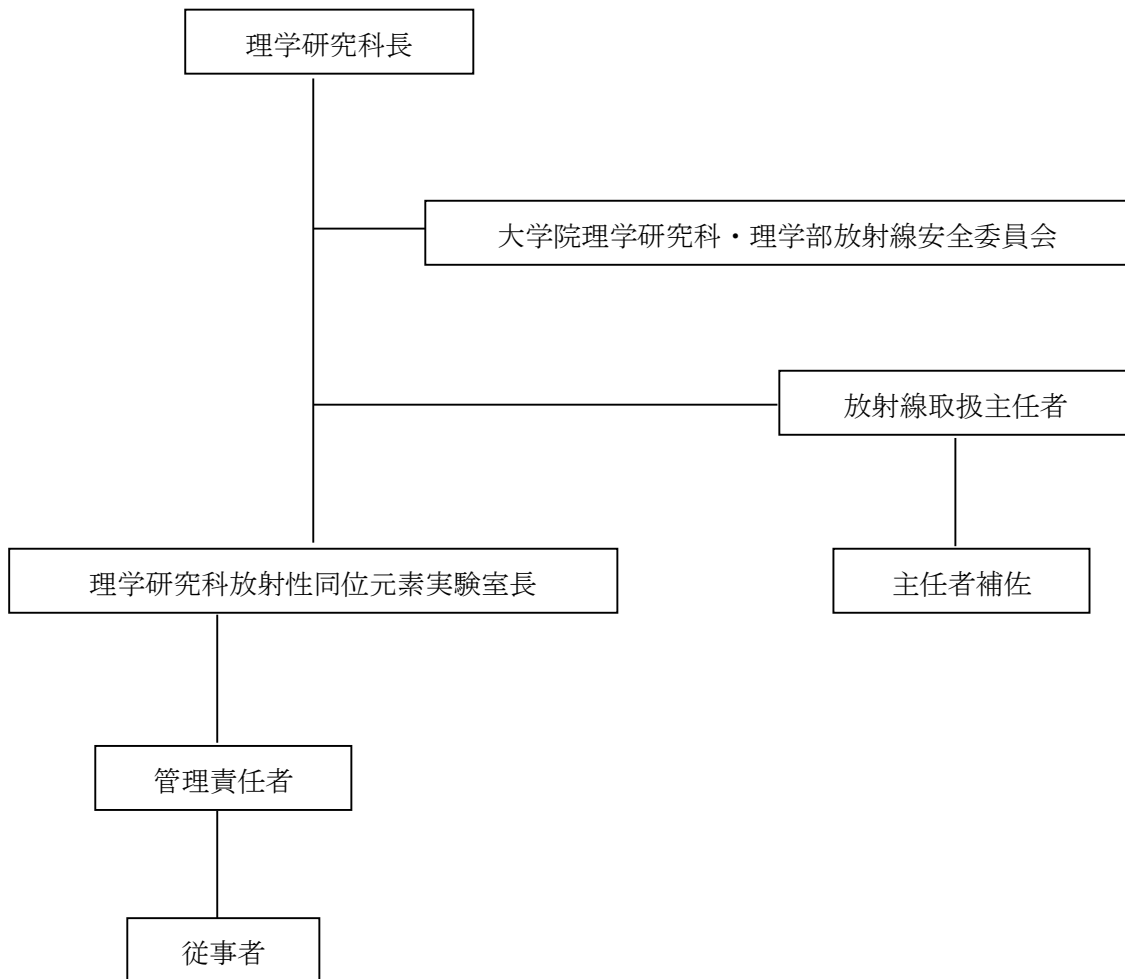 理学研究科長
大学院理学研究科・理学部放射線安全委員会
放射線取扱主任者
理学研究科放射性同位元素実験室長
主任者補佐
管理責任者
従事者